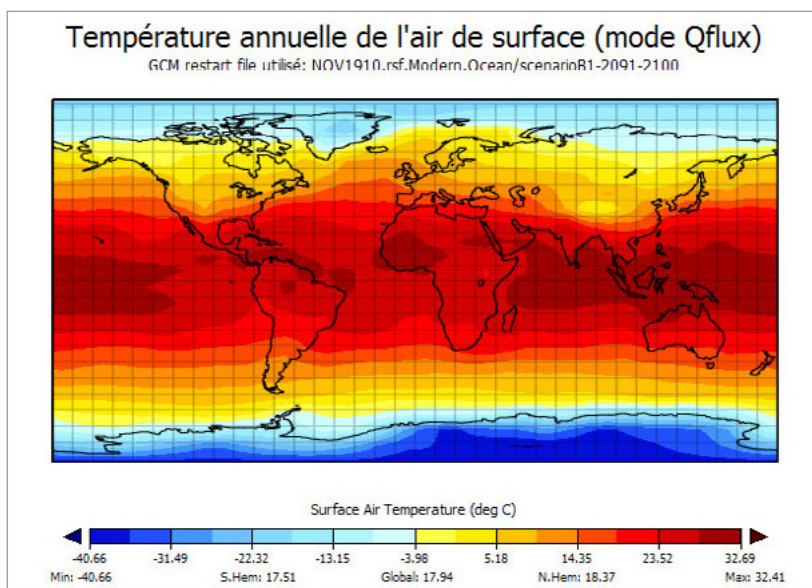 Température annuelle de l'air de surface (mode Qflux)
GCM restart file utilisé: NOV1910.rsf.Modern.Ocean/scenarioB1-2091-2100
Surface Air Temperature (deg C)
-40.66 -31.49 -22.32 -13.15 -3.98 5.18 14.35 23.52 32.69
Min: -40.66 S.Hem: 17.51 Global: 17.94 N.Hem: 18.37 Max: 32.41